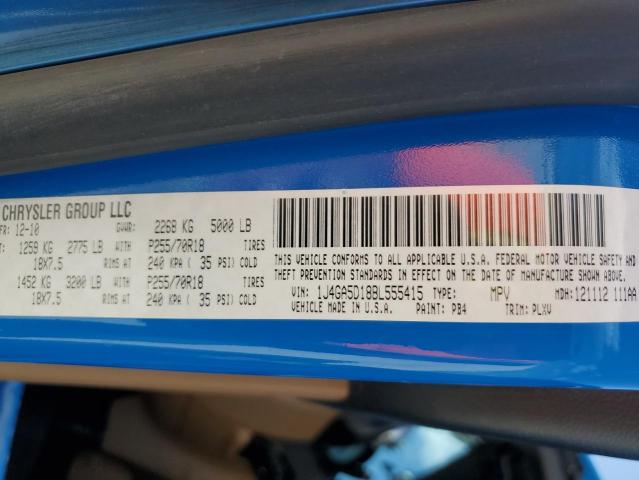 CHRYSLER GROUP LLC
FR: 12-10 GVWR: 2268 KG 5000 LB
T: 1259 KG 2775 LB WITH P255/70R18 TIRES
18X7.5 RIMS AT 240 KPA ( 35 PSI) COLD
1452 KG 3200 LB WITH P255/70R18 TIRES
18X7.5 RIMS AT 240 KPA ( 35 PSI) COLD
THIS VEHICLE CONFORMS TO ALL APPLICABLE U.S.A. FEDERAL MOTOR VEHICLE SAFETY AND
THEFT PREVENTION STANDARDS IN EFFECT ON THE DATE OF MANUFACTURE SHOWN ABOVE.
VIN: 1J4GA5D18BL555415 TYPE: MPV MDH: 121112 111AA
VEHICLE MADE IN U.S.A. PAINT: PB4 TRIM: PLXV